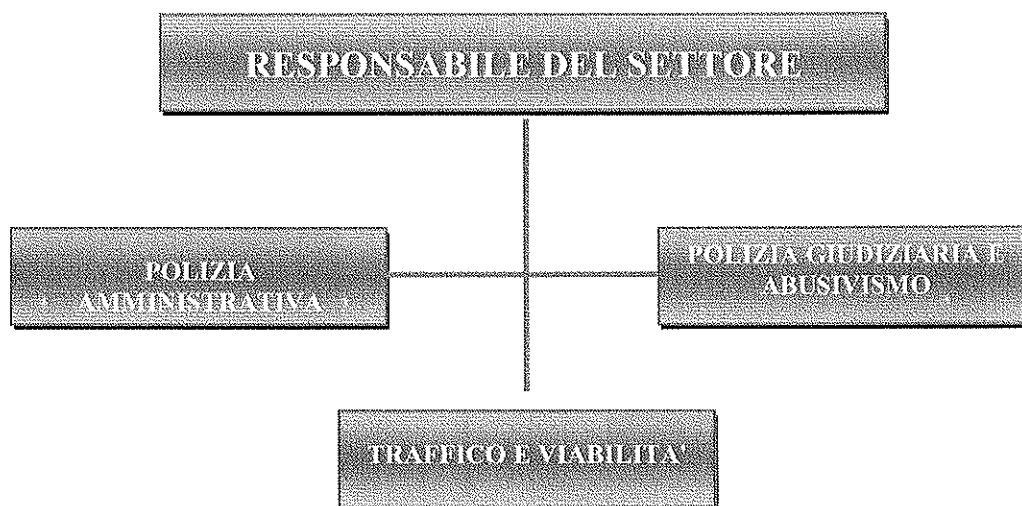 RESPONSABILE DEL SETTORE
POLIZIA
AMMINISTRATIVA
POLIZIA GIUDIZIARIA E
ABUSIVISMO
TRAFFICO E VIABILITA'